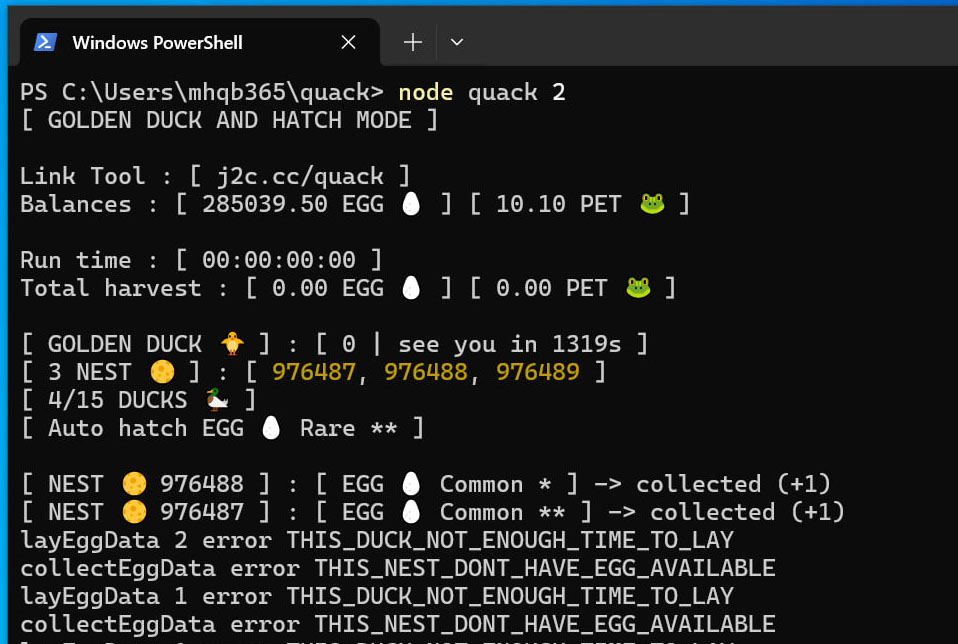 Windows PowerShell
PS C:\Users\mhqb365\quack> node quack 2
[ GOLDEN DUCK AND HATCH MODE ]
Link Tool : [ j2c.cc/quack ]
Balances : [ 285039.50 EGG 🥚 ] [ 10.10 PET 🐸 ]
Run time : [ 00:00:00:00 ]
Total harvest : [ 0.00 EGG 🥚 ] [ 0.00 PET 🐸 ]
[ GOLDEN DUCK 🐥 ] : [ 0 | see you in 1319s ]
[ 3 NEST 🌕 ] : [ 976487, 976488, 976489 ]
[ 4/15 DUCKS 🦆 ]
[ Auto hatch EGG 🥚 Rare ** ]
[ NEST 🌕 976488 ] : [ EGG 🥚 Common * ] -> collected (+1)
[ NEST 🌕 976487 ] : [ EGG 🥚 Common ** ] -> collected (+1)
layEggData 2 error THIS_DUCK_NOT_ENOUGH_TIME_TO_LAY
collectEggData error THIS_NEST_DONT_HAVE_EGG_AVAILABLE
layEggData 1 error THIS_DUCK_NOT_ENOUGH_TIME_TO_LAY
collectEggData error THIS_NEST_DONT_HAVE_EGG_AVAILABLE